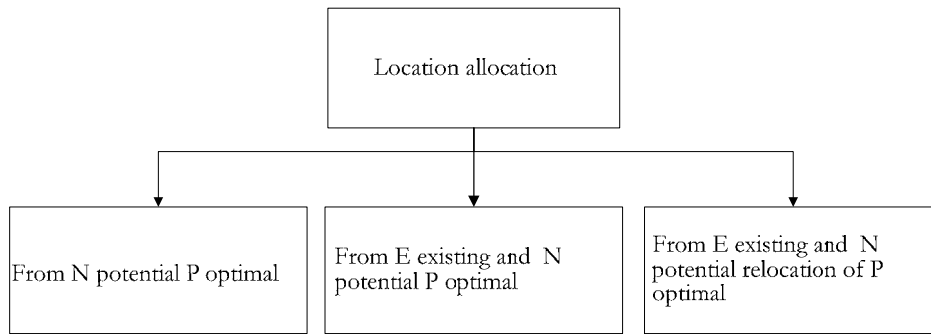 Location allocation
From N potential P optimal
From E existing and N
potential P optimal
From E existing and N
potential relocation of P
optimal